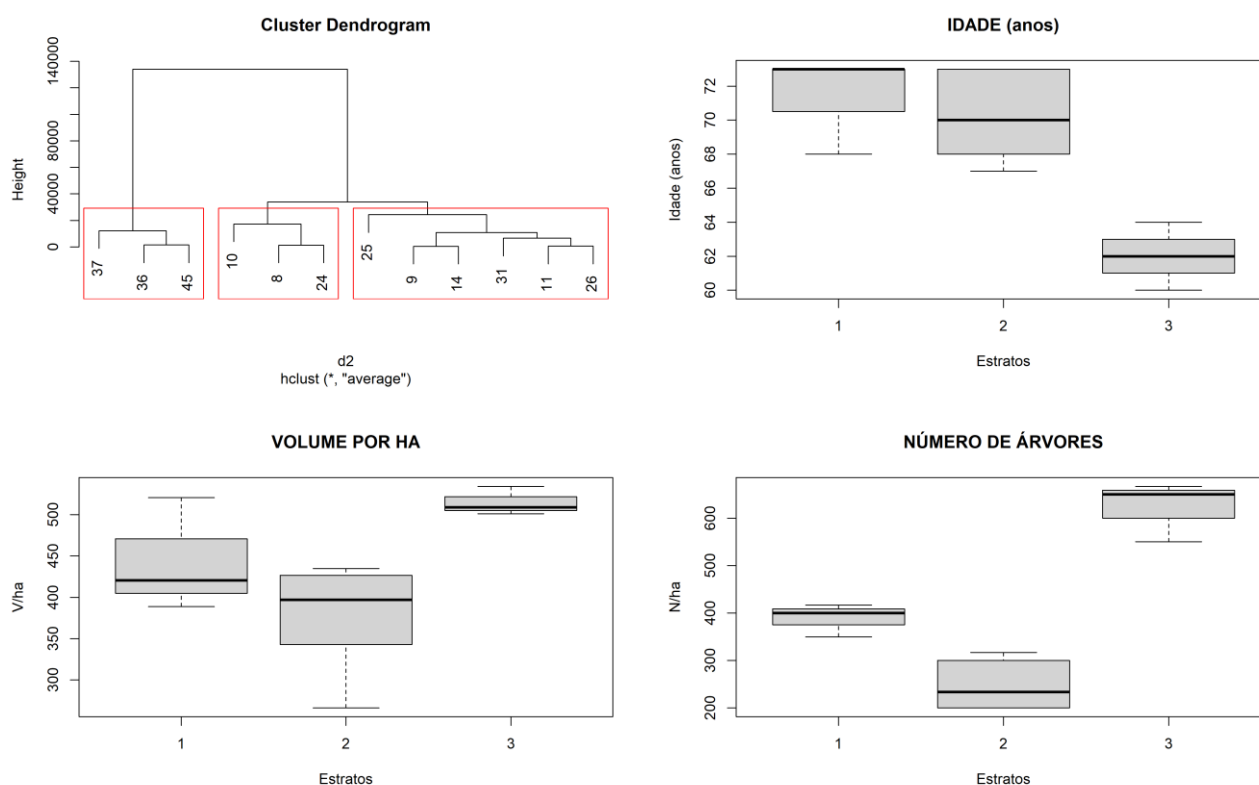 Cluster Dendrogram
Height
0
40000
80000
140000
37
36
45
10
8
24
25
9
14
31
11
26
d2
hclust (*, "average")
IDADE (anos)
Idade (anos)
60
62
64
66
68
70
72
1 2 3
Estratos
VOLUME POR HA
V/ha
300
350
400
450
500
1 2 3
Estratos
NÚMERO DE ÁRVORES
N/ha
200
300
400
500
600
1 2 3
Estratos